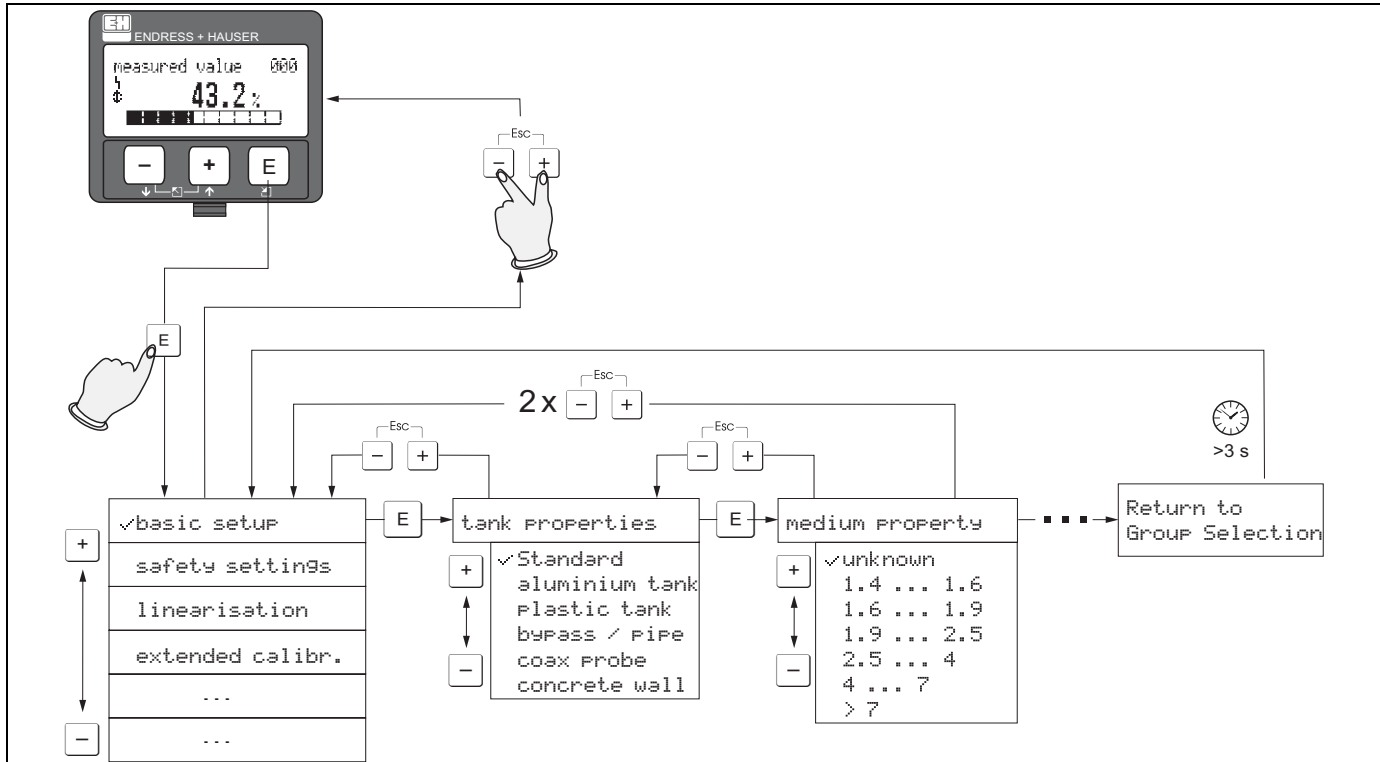 EH
ENDRESS + HAUSER
measured value 000
43.2 %
- + E
Esc
- +
E
Esc
2 x - +
Esc
- +
Esc
- +
>3 s
✓basic setup
safety settings
linearisation
extended calibr.
...
...
+
-
E
tank properties
✓Standard
aluminium tank
plastic tank
bypass / pipe
coax probe
concrete wall
+
-
E
medium property
✓unknown
1.4 ... 1.6
1.6 ... 1.9
1.9 ... 2.5
2.5 ... 4
4 ... 7
> 7
+
-
Return to
Group Selection